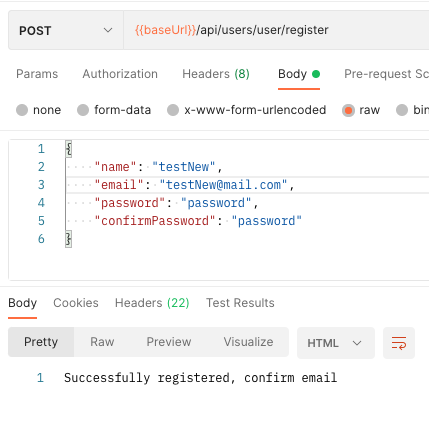 POST {{baseUrl}}/api/users/user/register
Params Authorization Headers (8) Body Pre-request Sc
none form-data x-www-form-urlencoded raw bin
1 {
2 "name": "testNew",
3 "email": "testNew@mail.com",
4 "password": "password",
5 "confirmPassword": "password"
6 }
Body Cookies Headers (22) Test Results
Pretty Raw Preview Visualize HTML
1 Successfully registered, confirm email